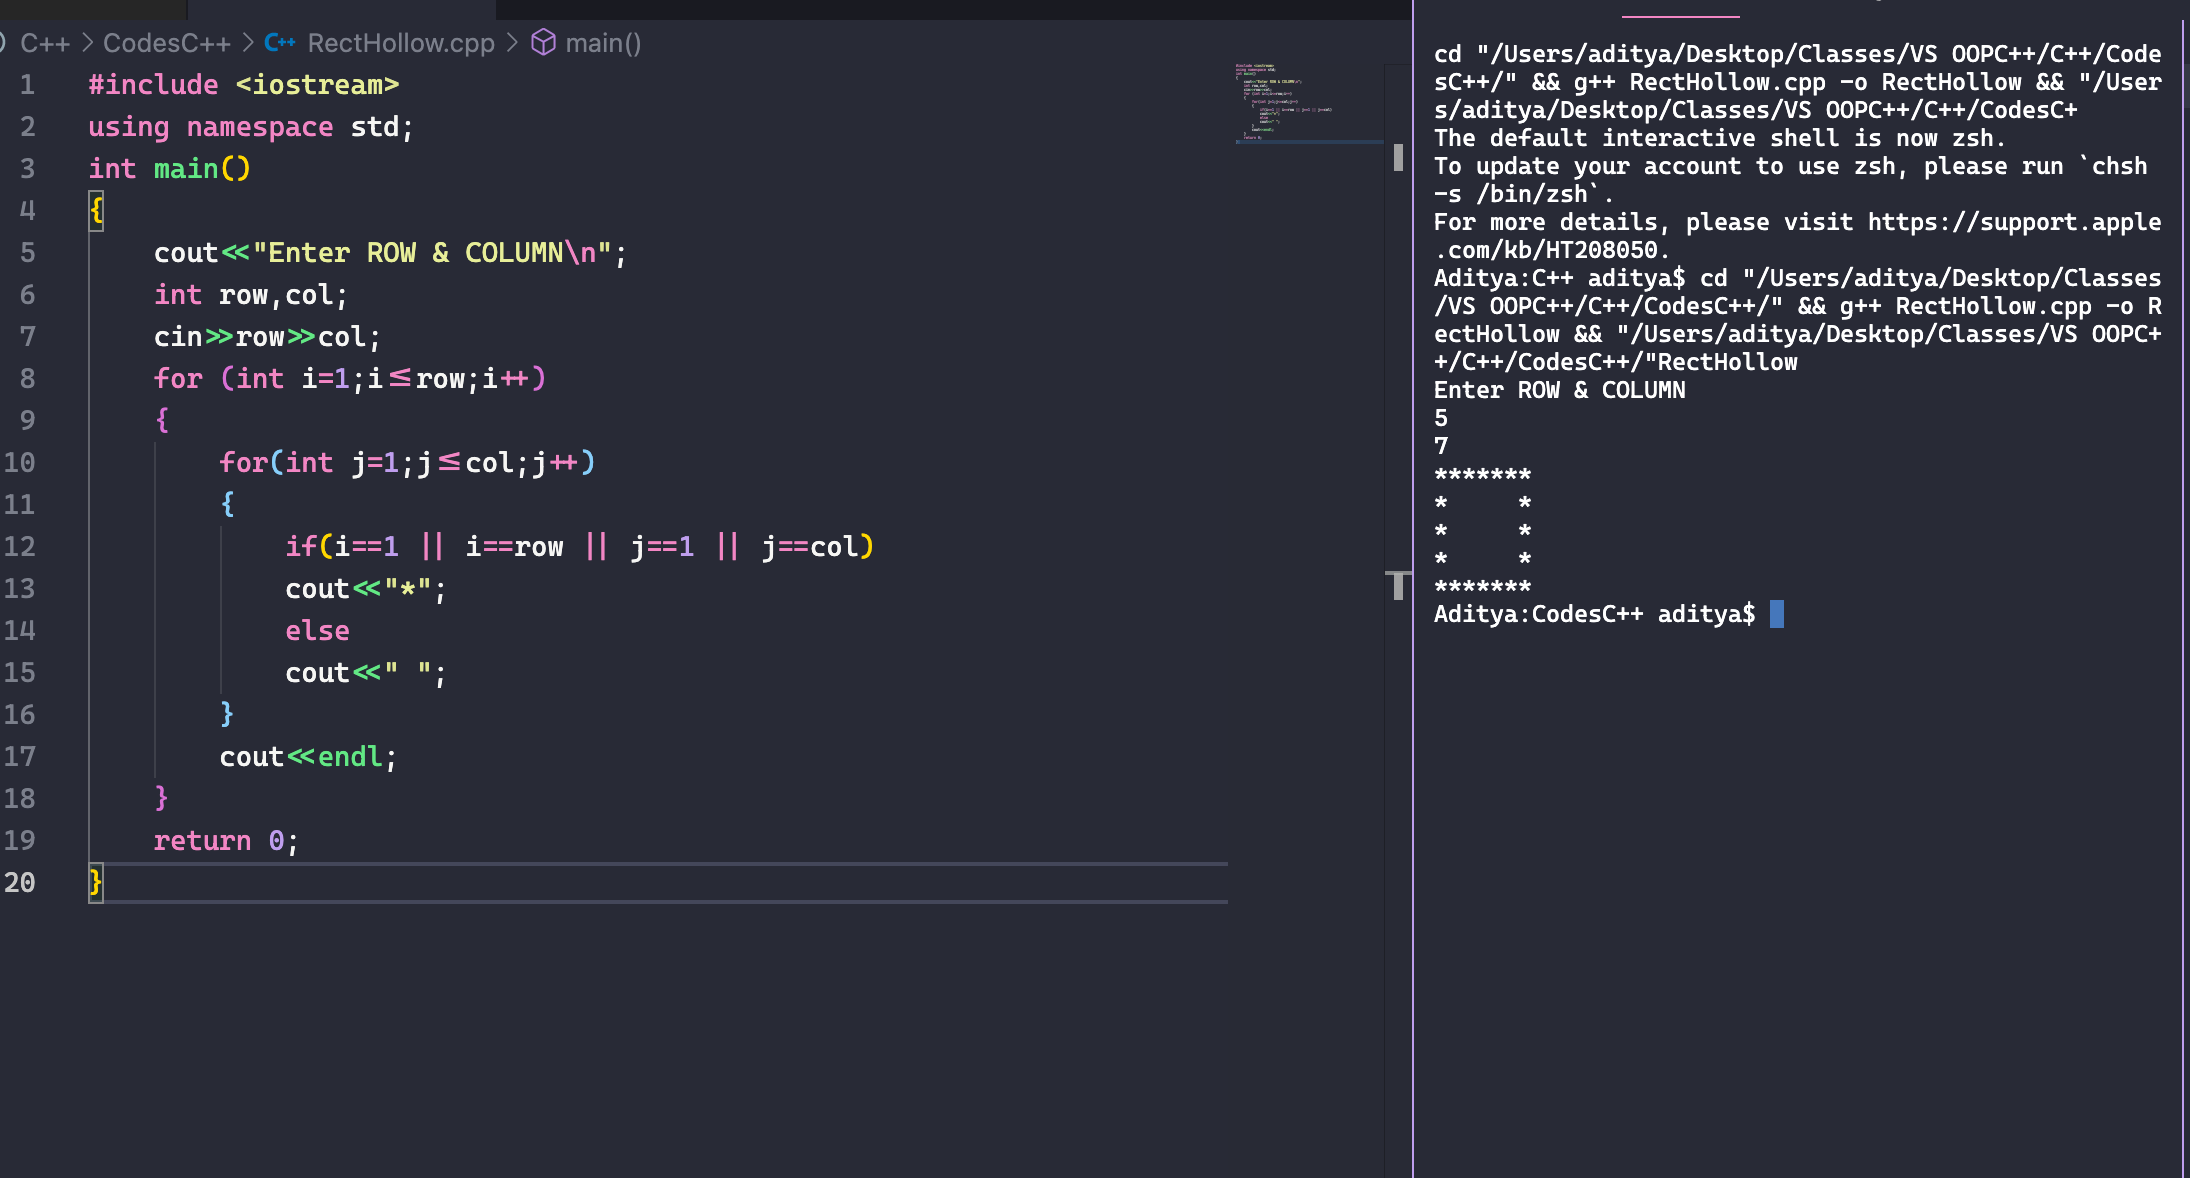 C++ > CodesC++ > C++ RectHollow.cpp > main()
1 #include <iostream>
2 using namespace std;
3 int main()
4 {
5     cout<<"Enter ROW & COLUMN\n";
6     int row,col;
7     cin>>row>>col;
8     for (int i=1;i<=row;i++)
9     {
10         for(int j=1;j<=col;j++)
11         {
12             if(i==1 || i==row || j==1 || j==col)
13             cout<<"*";
14             else
15             cout<<" ";
16         }
17         cout<<endl;
18     }
19     return 0;
20 }
cd "/Users/aditya/Desktop/Classes/VS OOPC++/C++/Code
sC++/" && g++ RectHollow.cpp -o RectHollow && "/User
s/aditya/Desktop/Classes/VS OOPC++/C++/CodesC+
The default interactive shell is now zsh.
To update your account to use zsh, please run `chsh
-s /bin/zsh`.
For more details, please visit https://support.apple
.com/kb/HT208050.
Aditya:C++ aditya$ cd "/Users/aditya/Desktop/Classes
/VS OOPC++/C++/CodesC++/" && g++ RectHollow.cpp -o R
ectHollow && "/Users/aditya/Desktop/Classes/VS OOPC+
+/C++/CodesC++/"RectHollow
Enter ROW & COLUMN
5
7
*******
*     *
*     *
*     *
*******
Aditya:CodesC++ aditya$